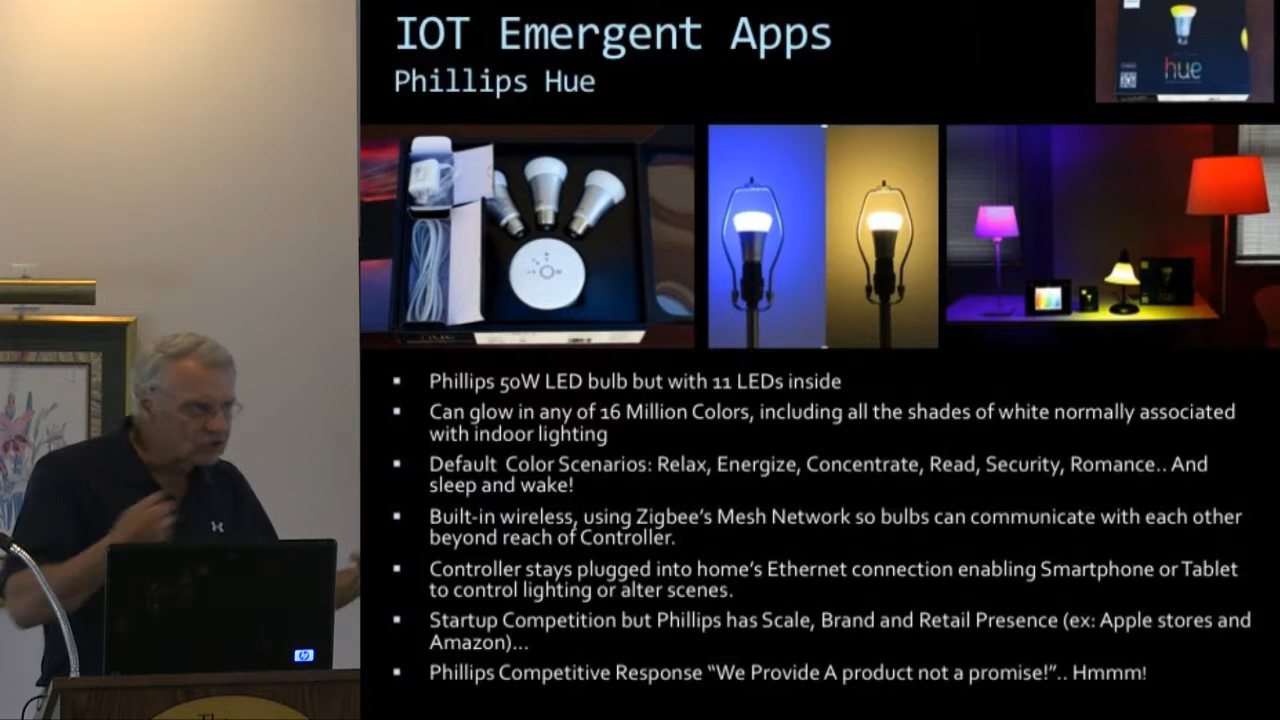 IOT Emergent Apps
Phillips Hue
hue
hue
▪ Phillips 50W LED bulb but with 11 LEDs inside
▪ Can glow in any of 16 Million Colors, including all the shades of white normally associated
with indoor lighting
▪ Default Color Scenarios: Relax, Energize, Concentrate, Read, Security, Romance.. And
sleep and wake!
▪ Built-in wireless, using Zigbee's Mesh Network so bulbs can communicate with each other
beyond reach of Controller.
▪ Controller stays plugged into home's Ethernet connection enabling Smartphone or Tablet
to control lighting or alter scenes.
▪ Startup Competition but Phillips has Scale, Brand and Retail Presence (ex: Apple stores and
Amazon)...
▪ Phillips Competitive Response “We Provide A product not a promise!”.. Hmmm!
hp
The